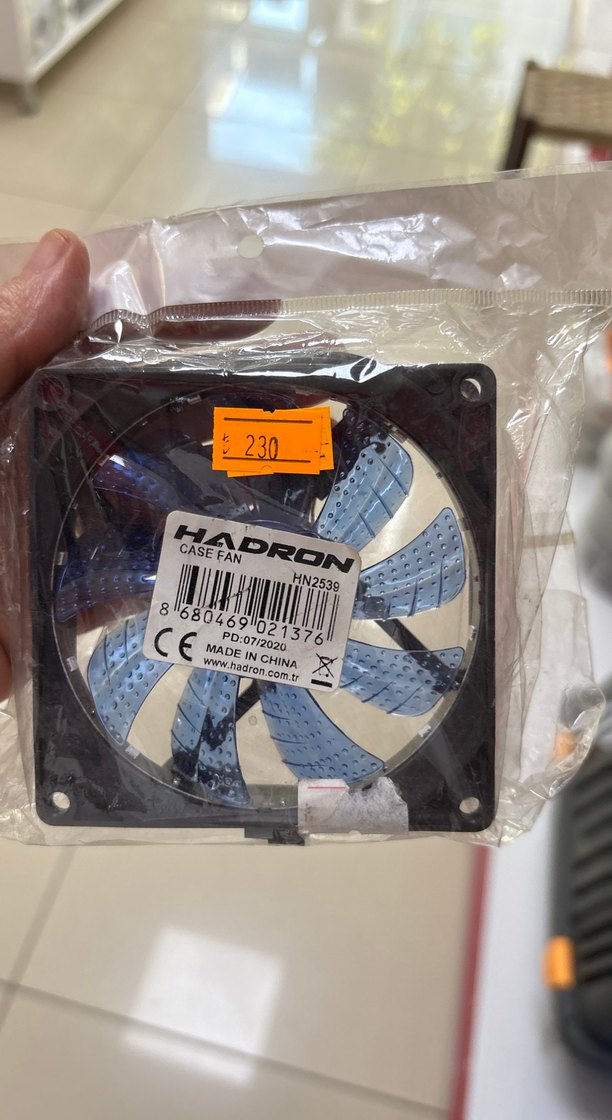 ₺ 230
HADRON
CASE FAN
HN2539
8 680469 021376
PD:07/2020
CE
MADE IN CHINA
www.hadron.com.tr